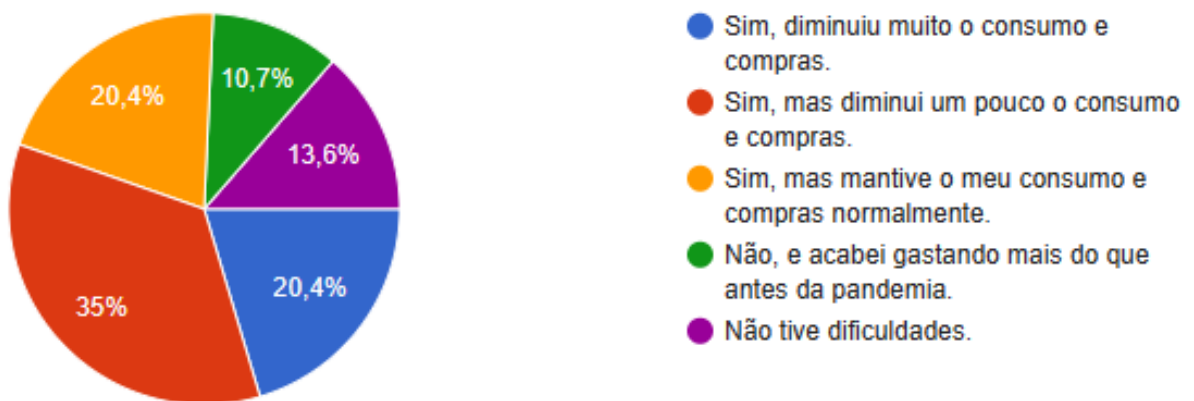 20,4%
10,7%
13,6%
35%
20,4%
Sim, diminuiu muito o consumo e
compras.
Sim, mas diminui um pouco o consumo
e compras.
Sim, mas mantive o meu consumo e
compras normalmente.
Não, e acabei gastando mais do que
antes da pandemia.
Não tive dificuldades.